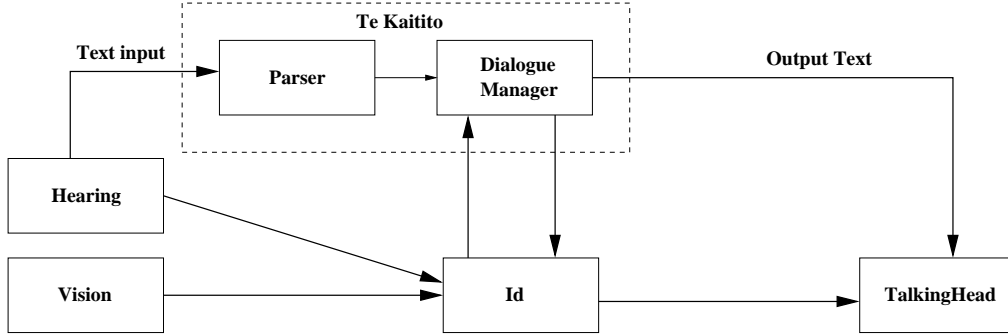 Te Kaitito
Text input
Parser
Dialogue
Manager
Output Text
Hearing
Vision
Id
TalkingHead